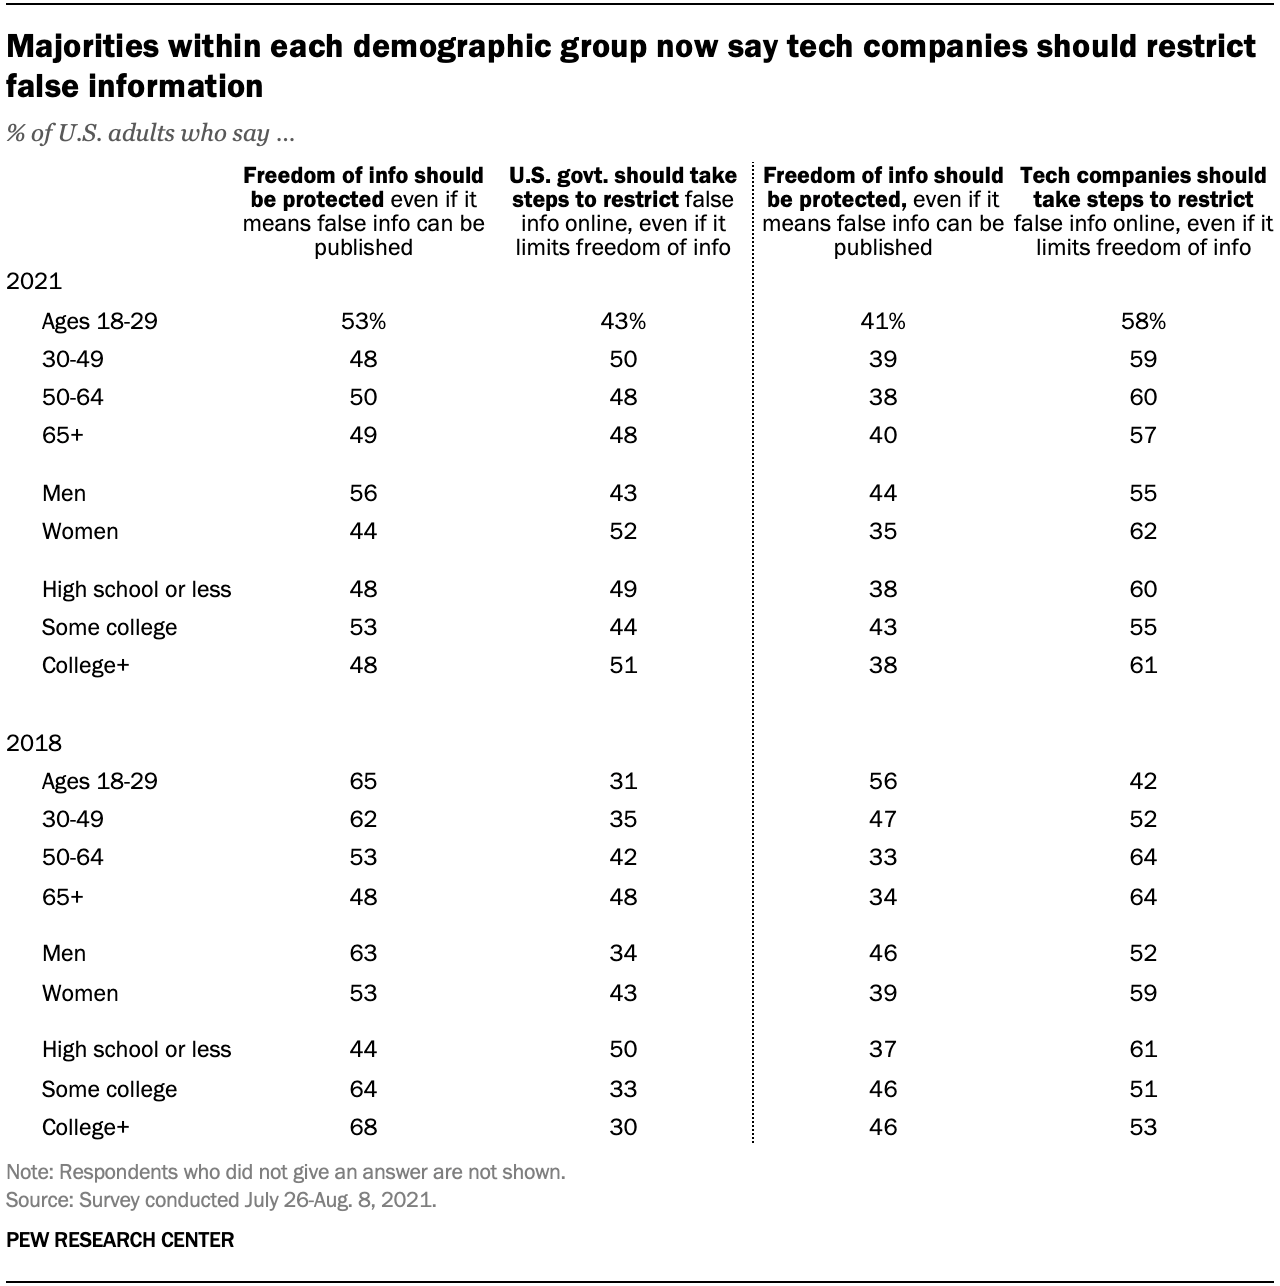 Majorities within each demographic group now say tech companies should restrict
false information
% of U.S. adults who say ...
Freedom of info should be protected even if it means false info can be published
U.S. govt. should take steps to restrict false info online, even if it limits freedom of info
Freedom of info should be protected, even if it means false info can be published
Tech companies should take steps to restrict false info online, even if it limits freedom of info
2021
Ages 18-29 53% 43% 41% 58%
30-49 48 50 39 59
50-64 50 48 38 60
65+ 49 48 40 57
Men 56 43 44 55
Women 44 52 35 62
High school or less 48 49 38 60
Some college 53 44 43 55
College+ 48 51 38 61
2018
Ages 18-29 65 31 56 42
30-49 62 35 47 52
50-64 53 42 33 64
65+ 48 48 34 64
Men 63 34 46 52
Women 53 43 39 59
High school or less 44 50 37 61
Some college 64 33 46 51
College+ 68 30 46 53
Note: Respondents who did not give an answer are not shown.
Source: Survey conducted July 26-Aug. 8, 2021.
PEW RESEARCH CENTER